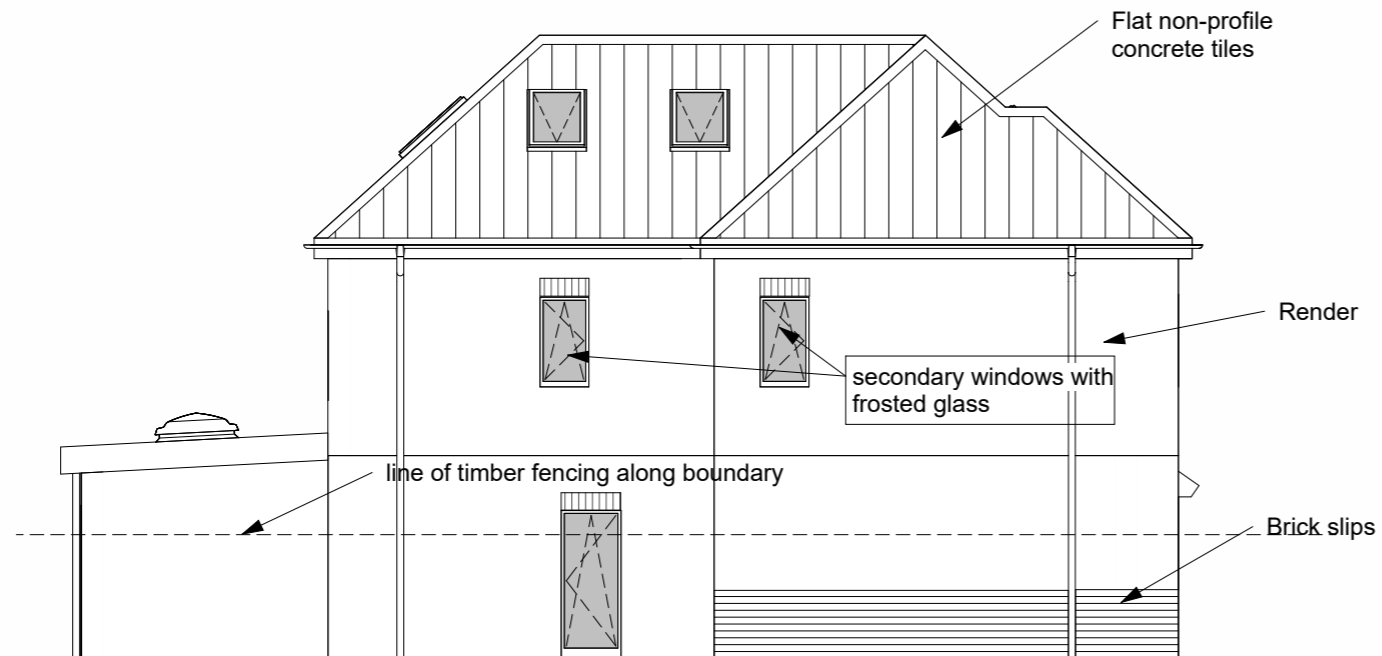 Flat non-profile
concrete tiles
Render
secondary windows with
frosted glass
line of timber fencing along boundary
Brick slips